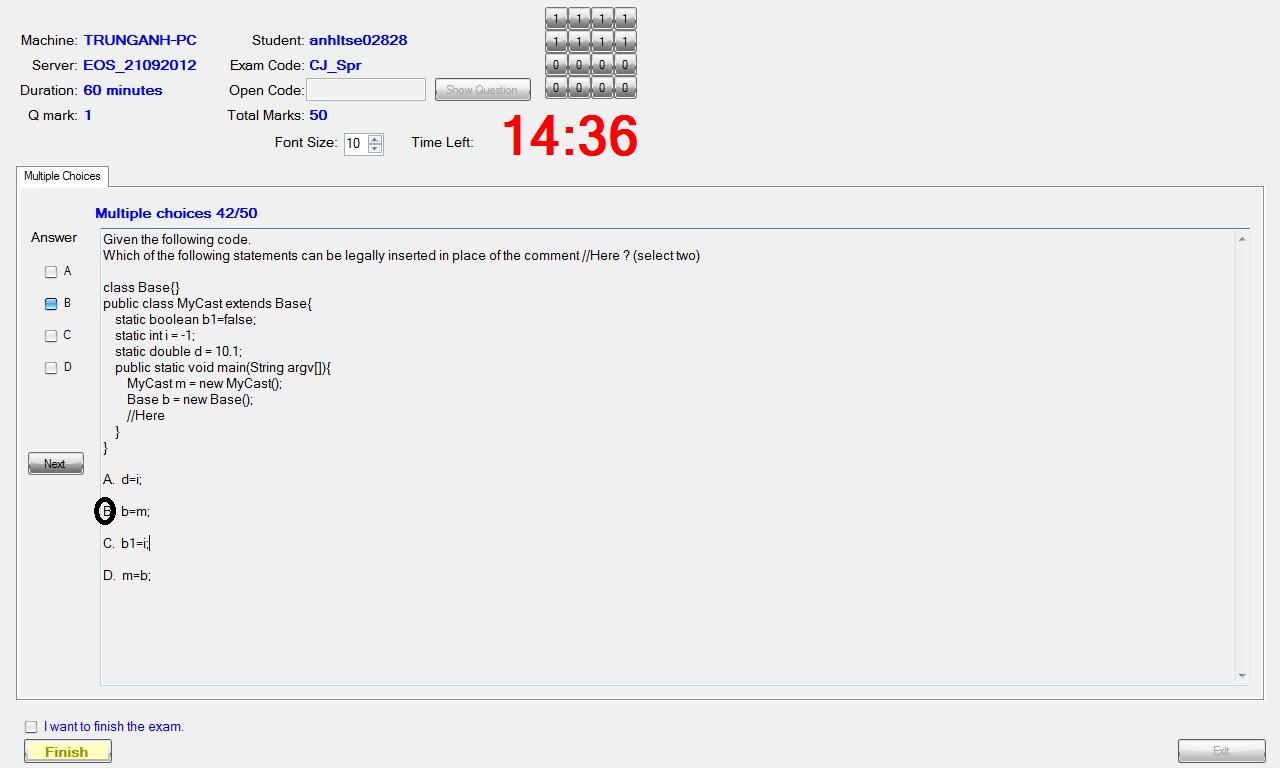 Machine: TRUNGANH-PC Student: anhltse02828
Server: EOS_21092012 Exam Code: CJ_Spr
Duration: 60 minutes Open Code: Show Question
Q mark: 1 Total Marks: 50
Font Size: 10 Time Left: 14:36
1 1 1 1
1 1 1 1
0 0 0 0
0 0 0 0
Multiple Choices
Multiple choices 42/50
Answer
A
B
C
D
Next
Given the following code.
Which of the following statements can be legally inserted in place of the comment //Here ? (select two)
class Base{}
public class MyCast extends Base{
static boolean b1=false;
static int i = -1;
static double d = 10.1;
public static void main(String argv[]){
MyCast m = new MyCast();
Base b = new Base();
//Here
}
}
A. d=i;
B. b=m;
C. b1=i;
D. m=b;
I want to finish the exam.
Finish
Exit